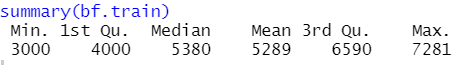 summary(bf.train)
Min. 1st Qu. Median Mean 3rd Qu. Max.
3000 4000 5380 5289 6590 7281